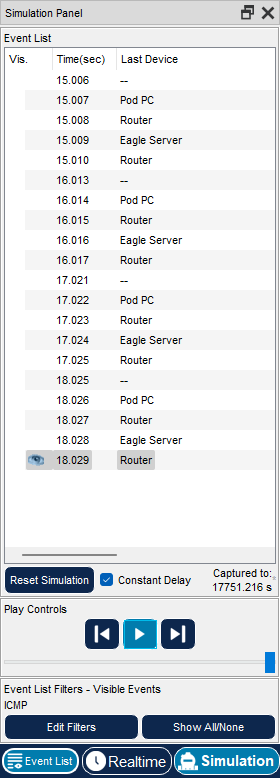 Simulation Panel
Event List
Vis. Time(sec) Last Device
15.006 --
15.007 Pod PC
15.008 Router
15.009 Eagle Server
15.010 Router
16.013 --
16.014 Pod PC
16.015 Router
16.016 Eagle Server
16.017 Router
17.021 --
17.022 Pod PC
17.023 Router
17.024 Eagle Server
17.025 Router
18.025 --
18.026 Pod PC
18.027 Router
18.028 Eagle Server
18.029 Router
Reset Simulation Constant Delay Captured to:
17751.216 s
Play Controls
Event List Filters - Visible Events
ICMP
Edit Filters Show All/None
Event List Realtime Simulation